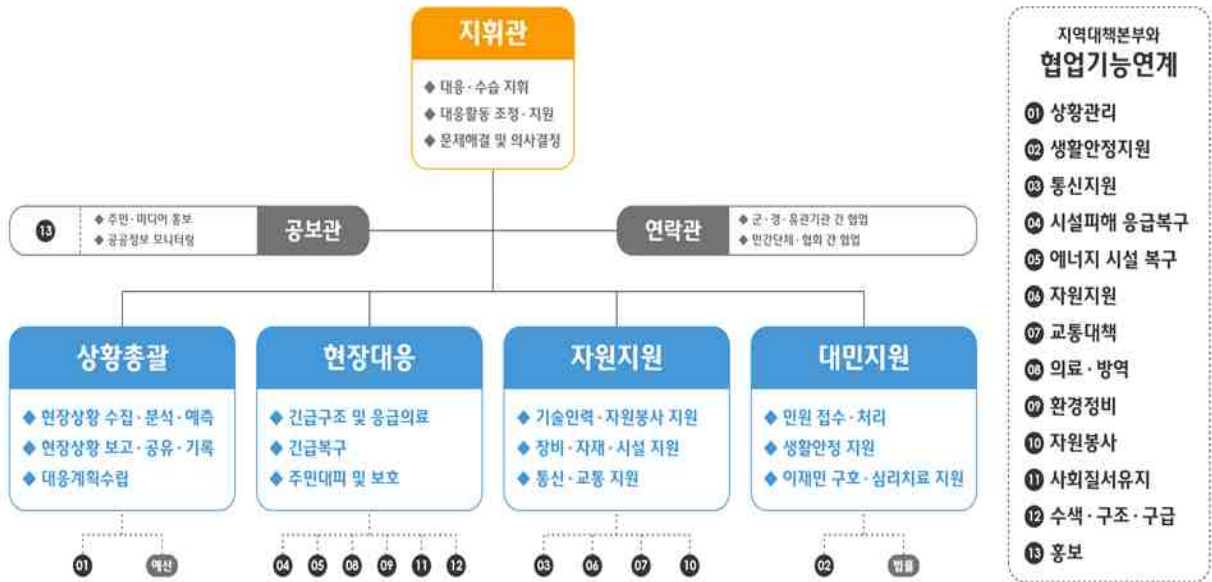 지휘관
◆ 대응·수습 지휘
◆ 대응활동 조정·지원
◆ 문제해결 및 의사결정
13
◆ 주민·미디어 홍보
◆ 공공정보 모니터링
공보관
연락관
◆ 군·경·유관기관 간 협업
◆ 민간단체·협회 간 협업
상황총괄
◆ 현장상황 수집·분석·예측
◆ 현장상황 보고·공유·기록
◆ 대응계획수립
01 예산
현장대응
◆ 긴급구조 및 응급의료
◆ 긴급복구
◆ 주민대피 및 보호
04 05 08 09 11 12
자원지원
◆ 기술인력·자원봉사 지원
◆ 장비·자재·시설 지원
◆ 통신·교통 지원
03 06 07 10
대민지원
◆ 민원 접수·처리
◆ 생활안정 지원
◆ 이재민 구호·심리치료 지원
02 법률
지역대책본부와
협업기능연계
01 상황관리
02 생활안정지원
03 통신지원
04 시설피해 응급복구
05 에너지 시설 복구
06 자원지원
07 교통대책
08 의료·방역
09 환경정비
10 자원봉사
11 사회질서유지
12 수색·구조·구급
13 홍보